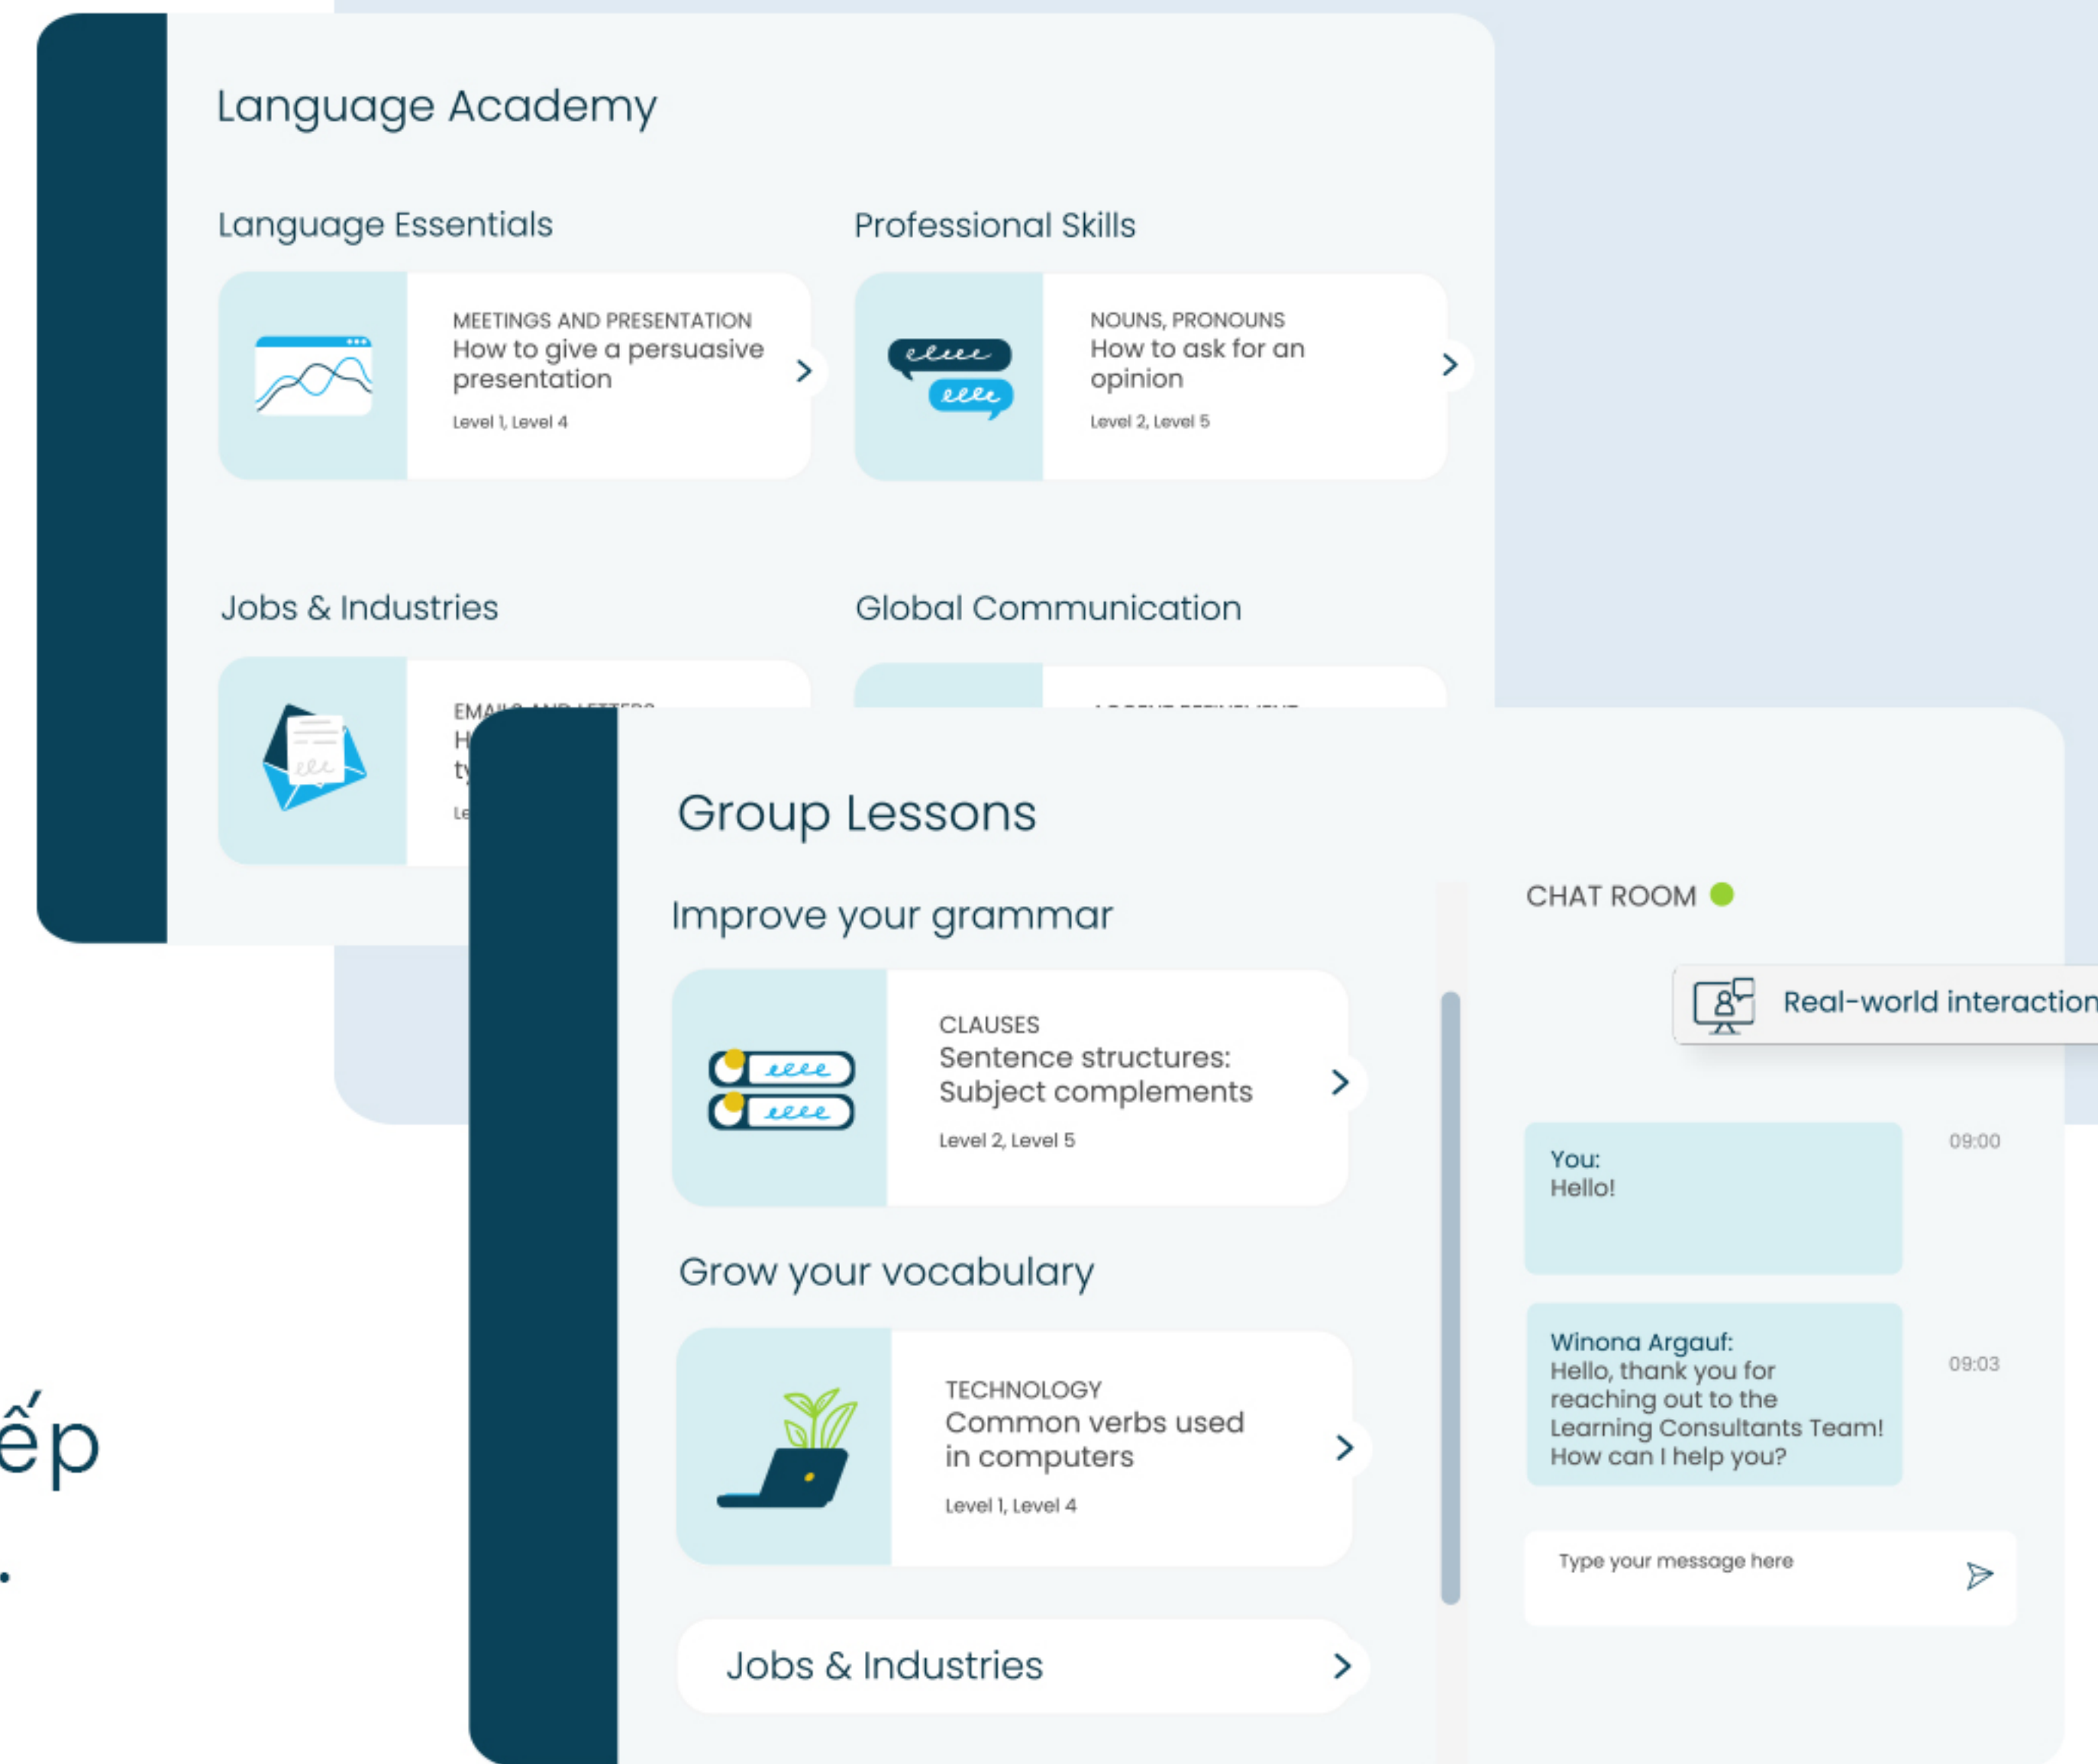 Language Academy
Language Essentials
MEETINGS AND PRESENTATION
How to give a persuasive
presentation
Level 1, Level 4
Professional Skills
NOUNS, PRONOUNS
How to ask for an
opinion
Level 2, Level 5
Jobs & Industries
EMAILS AND LETTERS
Global Communication
Group Lessons
Improve your grammar
CLAUSES
Sentence structures:
Subject complements
Level 2, Level 5
Grow your vocabulary
TECHNOLOGY
Common verbs used
in computers
Level 1, Level 4
Jobs & Industries
CHAT ROOM
Real-world interaction
You:
Hello!
09:00
Winona Argauf:
Hello, thank you for
reaching out to the
Learning Consultants Team!
How can I help you?
09:03
Type your message here
ếp
.